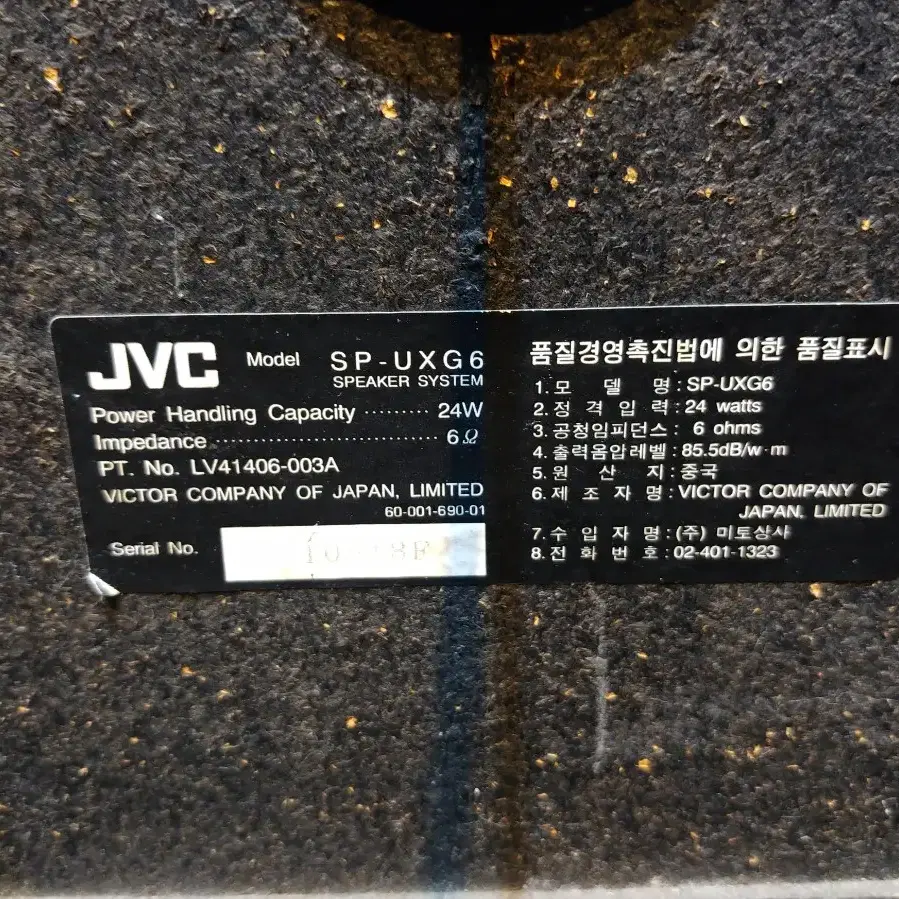 JVC Model SP-UXG6
SPEAKER SYSTEM
Power Handling Capacity ········· 24W
Impedance ································ 6Ω
PT. No. LV41406-003A
VICTOR COMPANY OF JAPAN, LIMITED
60-001-690-01
Serial No.
품질경영촉진법에 의한 품질표시
1. 모 델 명 : SP-UXG6
2. 정 격 입 력 : 24 watts
3. 공청임피던스 : 6 ohms
4. 출력음압레벨 : 85.5dB/w·m
5. 원 산 지 : 중국
6. 제 조 자 명 : VICTOR COMPANY OF
JAPAN, LIMITED
7. 수 입 자 명 : (주) 미토상사
8. 전 화 번 호 : 02-401-1323